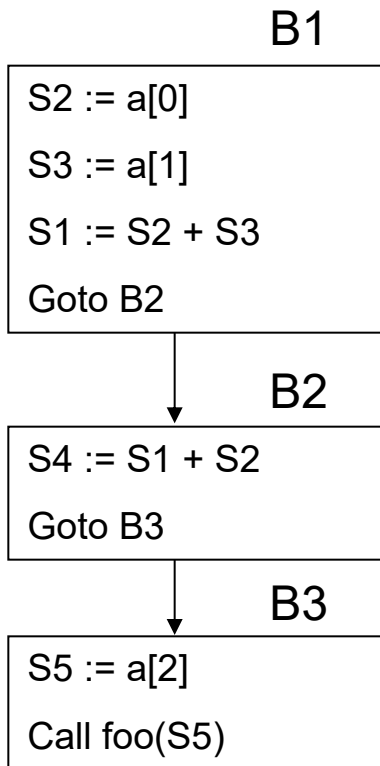 B1
S2 := a[0]
S3 := a[1]
S1 := S2 + S3
Goto B2
B2
S4 := S1 + S2
Goto B3
B3
S5 := a[2]
Call foo(S5)